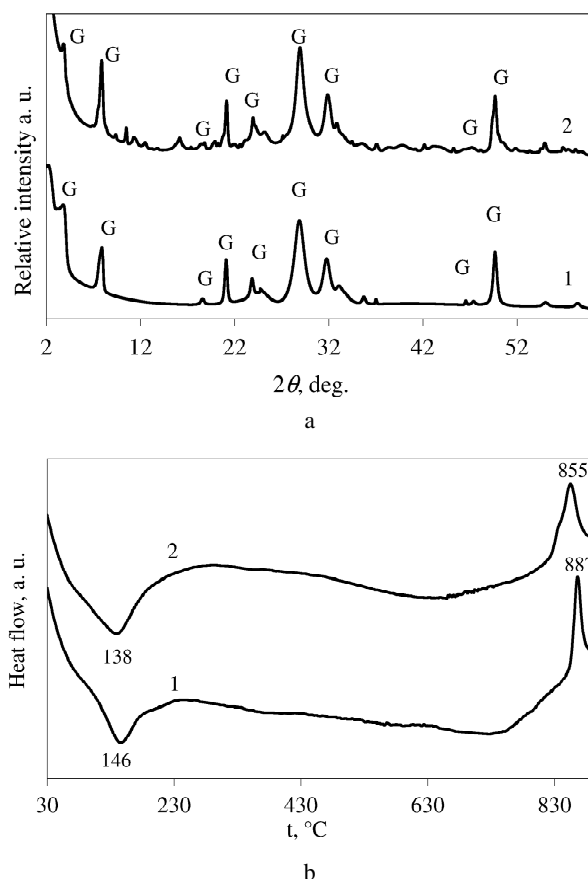 G
G
G
G
G
G
G
G
G
2
G
G
G
G
G
G
G
G
1
Relative intensity a. u.
2 12 22 32 42 52
2θ, deg.
a
855
2
887
138
1
146
Heat flow, a. u.
30 230 430 630 830
t, °C
b